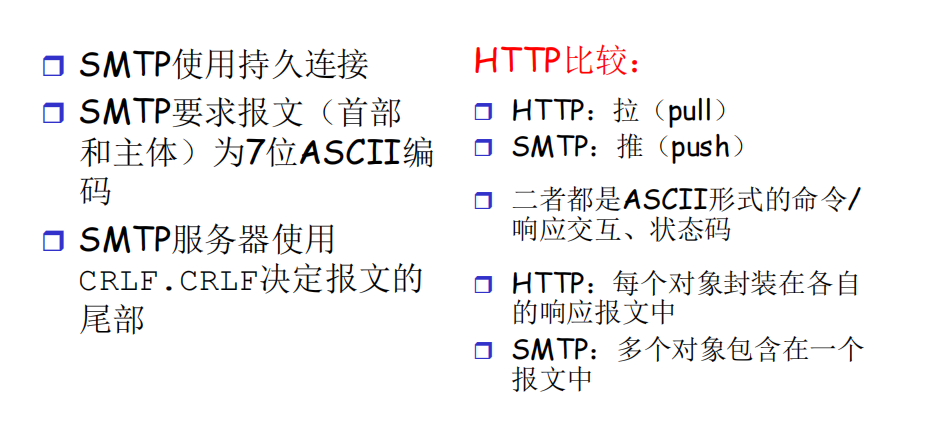 SMTP使用持久连接
SMTP要求报文（首部
和主体）为7位ASCII编
码
SMTP服务器使用
CRLF.CRLF决定报文的
尾部
HTTP比较：
HTTP：拉（pull）
SMTP：推（push）
二者都是ASCII形式的命令/
响应交互、状态码
HTTP：每个对象封装在各自
的响应报文中
SMTP：多个对象包含在一个
报文中